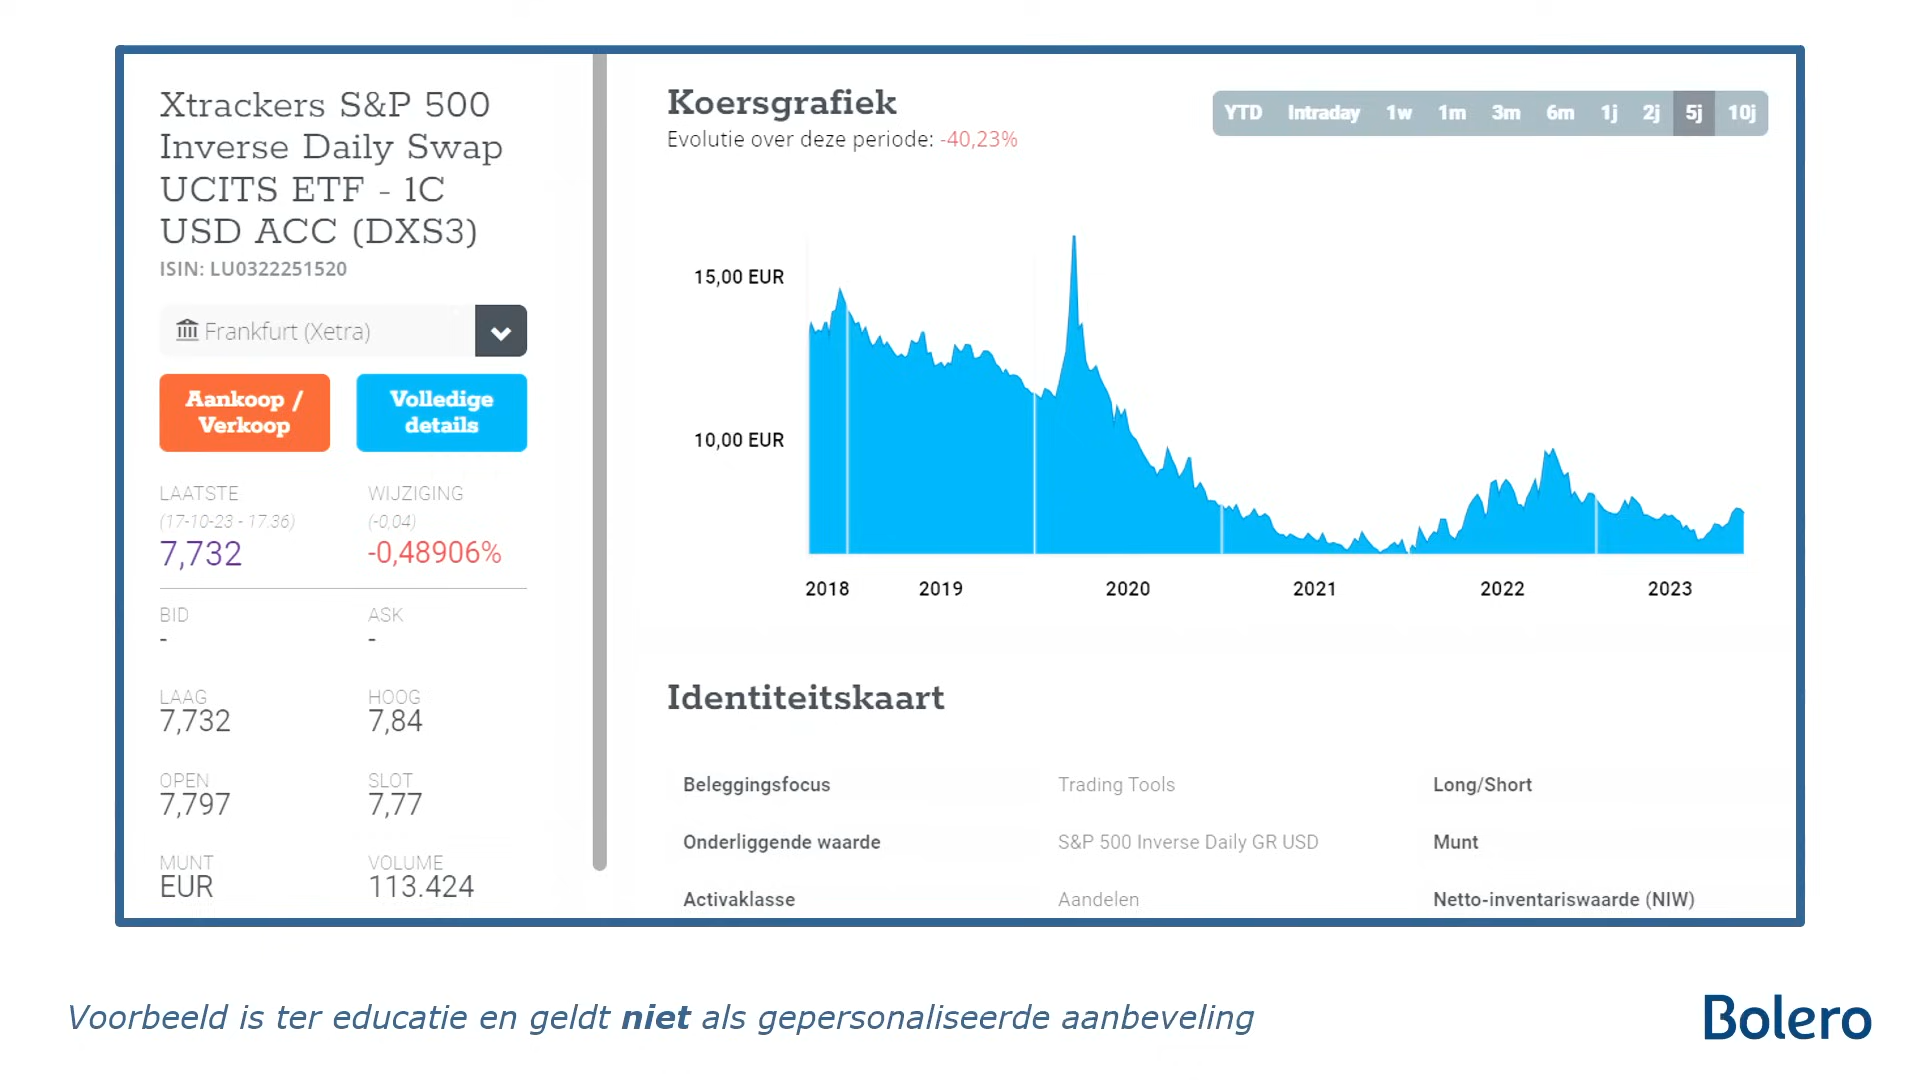 Xtrackers S&P 500
Inverse Daily Swap
UCITS ETF - 1C
USD ACC (DXS3)
ISIN: LU0322251520
Frankfurt (Xetra)
Aankoop /
Verkoop
Volledige
details
LAATSTE
(17-10-23 - 17:36)
7,732
WIJZIGING
(-0,04)
-0,48906%
BID
-
ASK
-
LAAG
7,732
HOOG
7,84
OPEN
7,797
SLOT
7,77
MUNT
EUR
VOLUME
113.424
Koersgrafiek
Evolutie over deze periode: -40,23%
YTD Intraday 1w 1m 3m 6m 1j 2j 5j 10j
15,00 EUR
10,00 EUR
2018 2019 2020 2021 2022 2023
Identiteitskaart
Beleggingsfocus Trading Tools Long/Short
Onderliggende waarde S&P 500 Inverse Daily GR USD Munt
Activaklasse Aandelen Netto-inventariswaarde (NIW)
Voorbeeld is ter educatie en geldt niet als gepersonaliseerde aanbeveling
Bolero